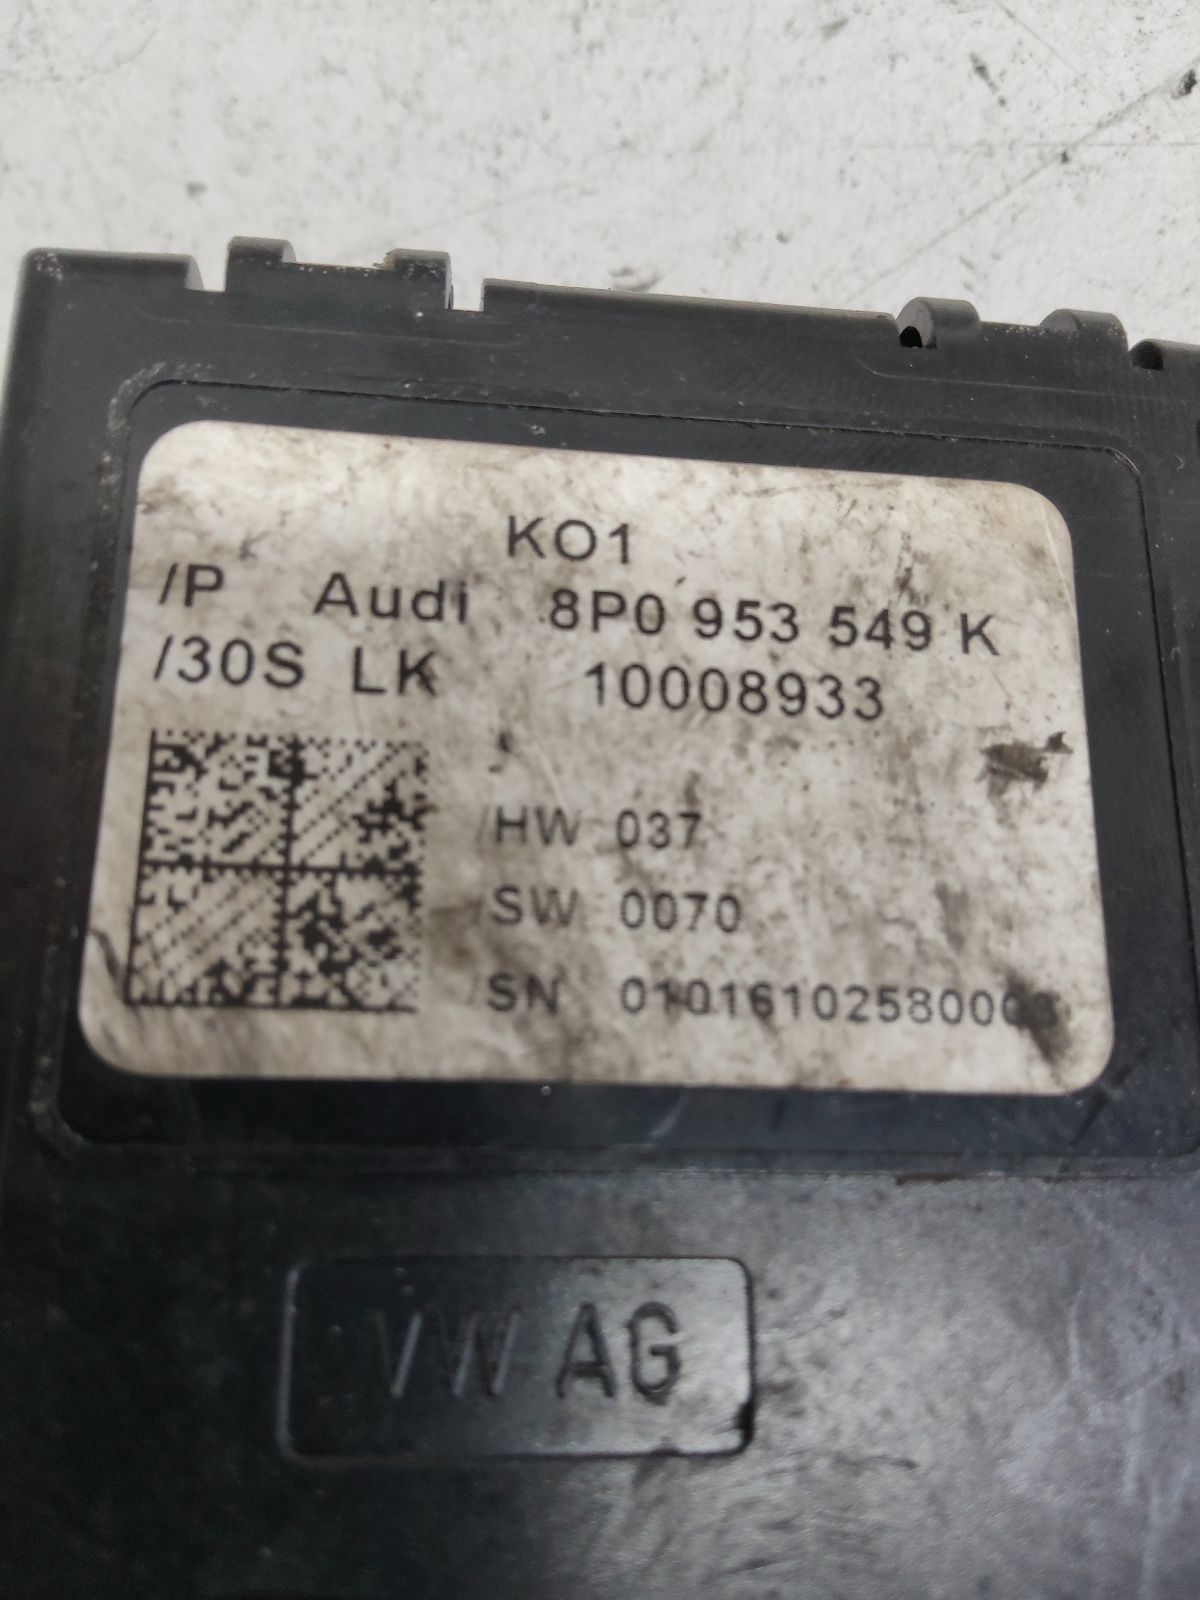 KO1
/P Audi 8P0 953 549 K
/30S LK 10008933
/HW 037
/SW 0070
/SN
VW AG